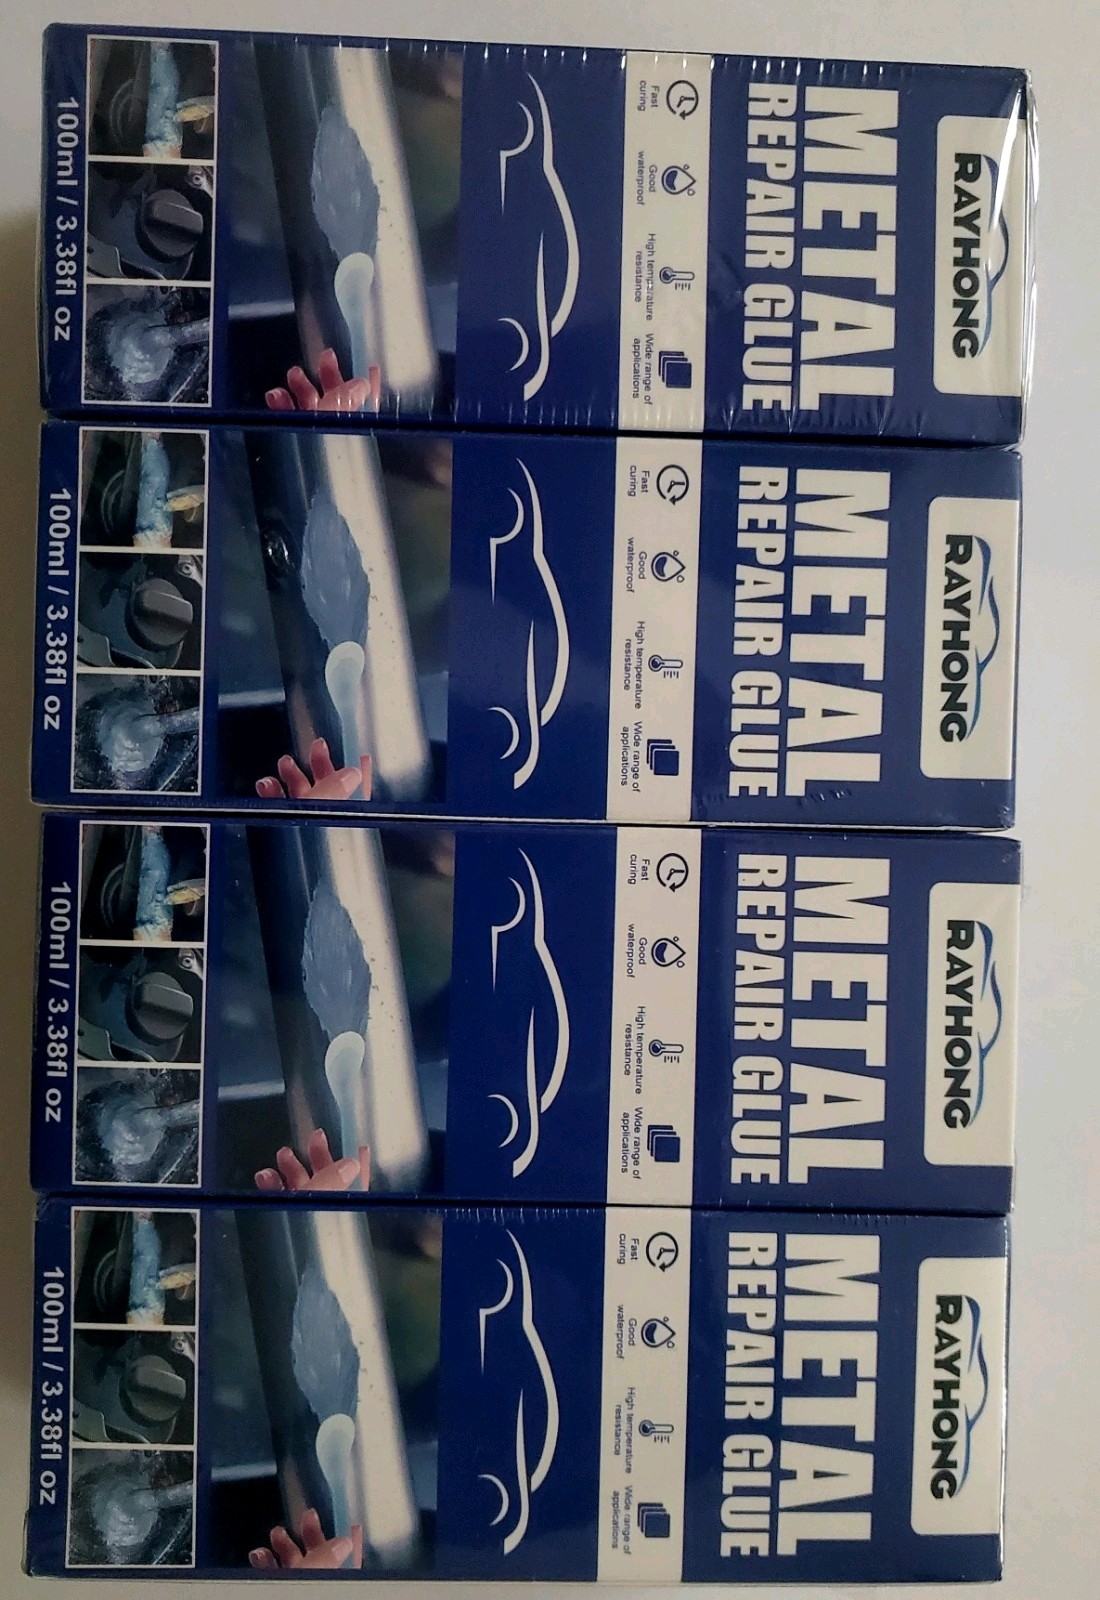 RAYHONG
METAL
REPAIR GLUE
Fast
curing
Good
waterproof
High temperature
resistance
Wide range of
applications
100ml / 3.38fl oz
RAYHONG
METAL
REPAIR GLUE
Fast
curing
Good
waterproof
High temperature
resistance
Wide range of
applications
100ml / 3.38fl oz
RAYHONG
METAL
REPAIR GLUE
Fast
curing
Good
waterproof
High temperature
resistance
Wide range of
applications
100ml / 3.38fl oz
RAYHONG
METAL
REPAIR GLUE
Fast
curing
Good
waterproof
High temperature
resistance
Wide range of
applications
100ml / 3.38fl oz